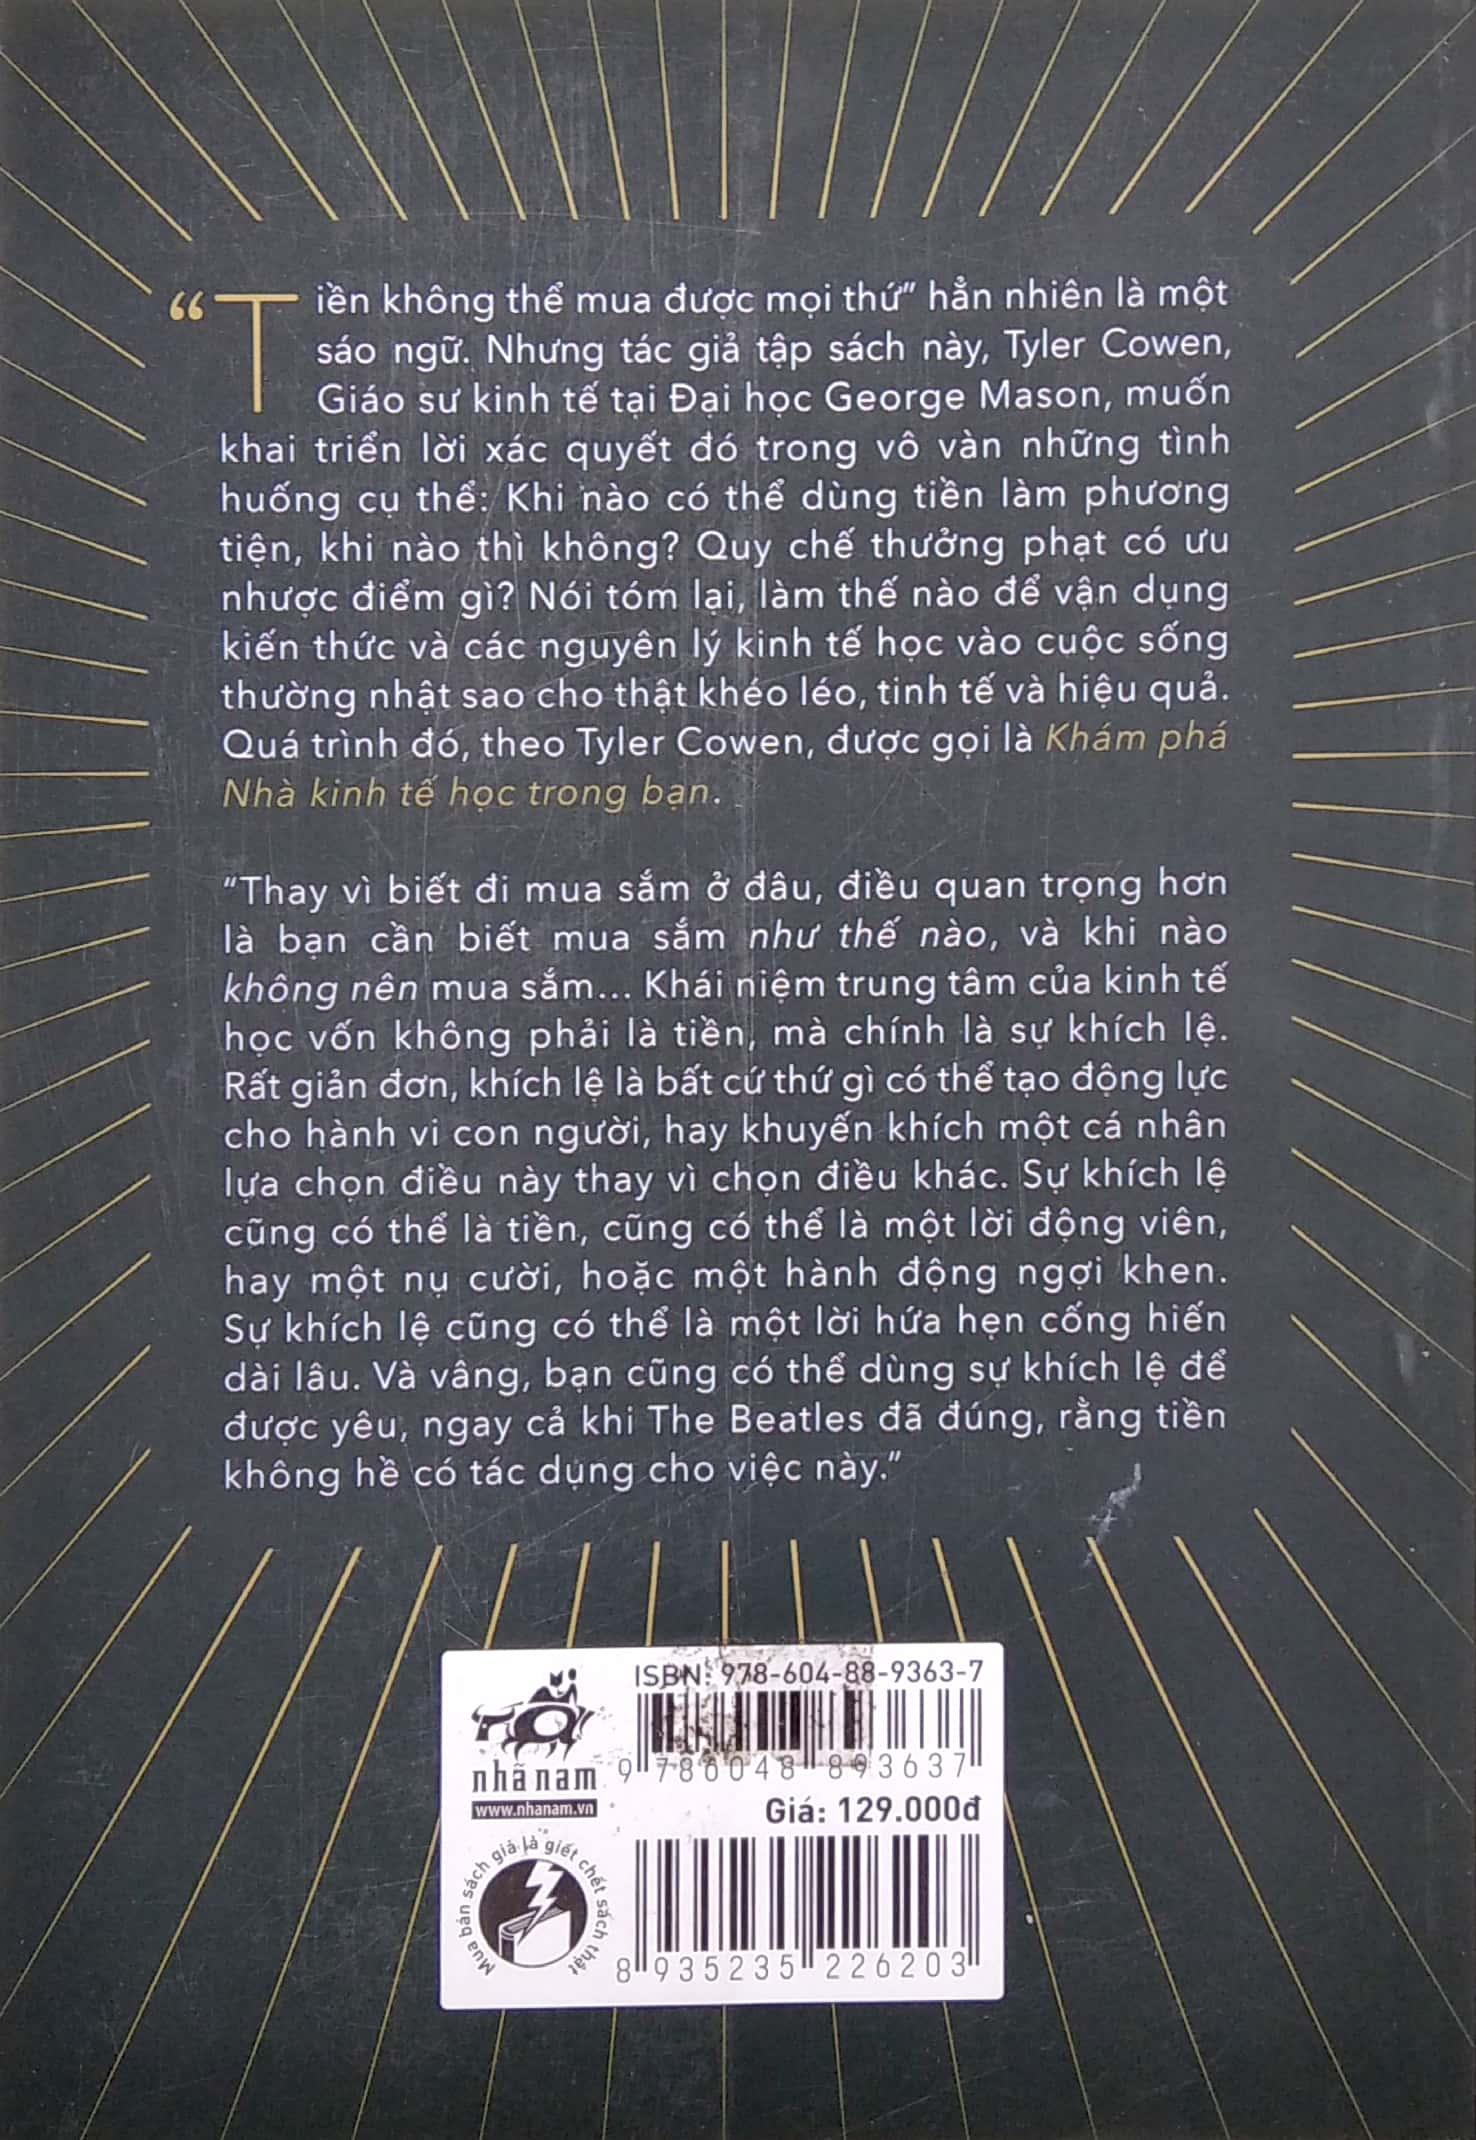 “Tiền không thể mua được mọi thứ” hẳn nhiên là một
sáo ngữ. Nhưng tác giả tập sách này, Tyler Cowen,
Giáo sư kinh tế tại Đại học George Mason, muốn
khai triển lời xác quyết đó trong vô vàn những tình
huống cụ thể: Khi nào có thể dùng tiền làm phương
tiện, khi nào thì không? Quy chế thưởng phạt có ưu
nhược điểm gì? Nói tóm lại, làm thế nào để vận dụng
kiến thức và các nguyên lý kinh tế học vào cuộc sống
thường nhật sao cho thật khéo léo, tinh tế và hiệu quả.
Quá trình đó, theo Tyler Cowen, được gọi là Khám phá
Nhà kinh tế học trong bạn.
“Thay vì biết đi mua sắm ở đâu, điều quan trọng hơn
là bạn cần biết mua sắm như thế nào, và khi nào
không nên mua sắm... Khái niệm trung tâm của kinh tế
học vốn không phải là tiền, mà chính là sự khích lệ.
Rất giản đơn, khích lệ là bất cứ thứ gì có thể tạo động lực
cho hành vi con người, hay khuyến khích một cá nhân
lựa chọn điều này thay vì chọn điều khác. Sự khích lệ
cũng có thể là tiền, cũng có thể là một lời động viên,
hay một nụ cười, hoặc một hành động ngợi khen.
Sự khích lệ cũng có thể là một lời hứa hẹn cống hiến
dài lâu. Và vâng, bạn cũng có thể dùng sự khích lệ để
được yêu, ngay cả khi The Beatles đã đúng, rằng tiền
không hề có tác dụng cho việc này.”
ISBN: 978-604-88-9363-7
nhã nam
www.nhanam.vn
9 786048 893637
Giá: 129.000đ
Mua bán sách giả là giết chết sách thật
8 935235 226203